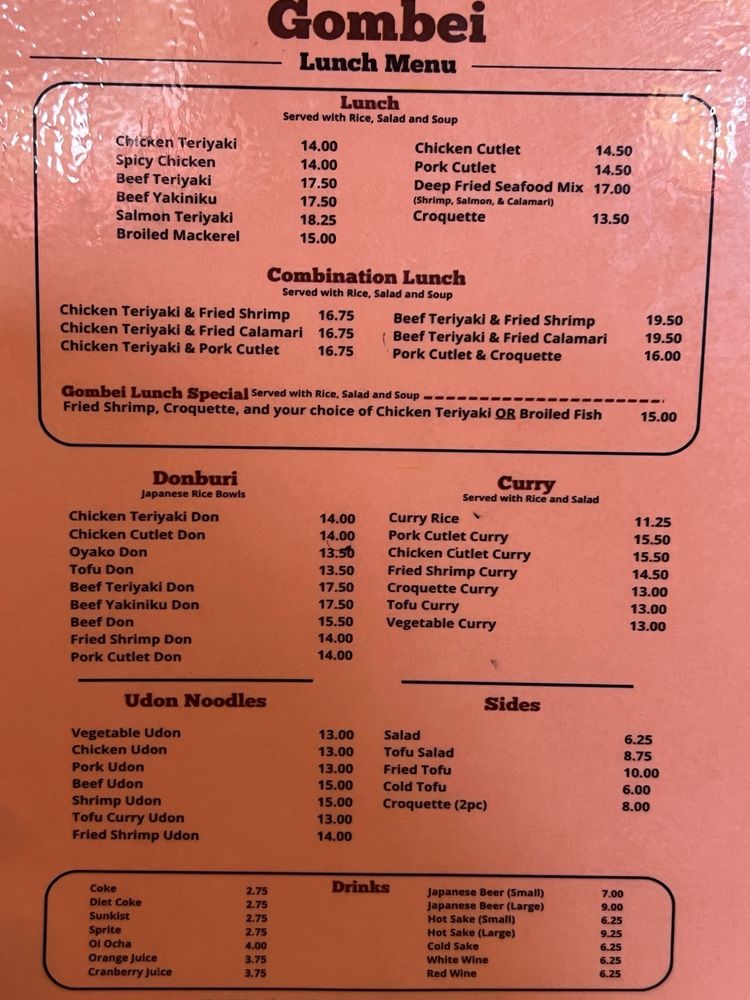 Gombei
Lunch Menu
Lunch
Served with Rice, Salad and Soup
Chicken Teriyaki 14.00
Spicy Chicken 14.00
Beef Teriyaki 17.50
Beef Yakiniku 17.50
Salmon Teriyaki 18.25
Broiled Mackerel 15.00
Chicken Cutlet 14.50
Pork Cutlet 14.50
Deep Fried Seafood Mix 17.00
(Shrimp, Salmon, & Calamari)
Croquette 13.50
Combination Lunch
Served with Rice, Salad and Soup
Chicken Teriyaki & Fried Shrimp 16.75
Chicken Teriyaki & Fried Calamari 16.75
Chicken Teriyaki & Pork Cutlet 16.75
Beef Teriyaki & Fried Shrimp 19.50
Beef Teriyaki & Fried Calamari 19.50
Pork Cutlet & Croquette 16.00
Gombei Lunch Special Served with Rice, Salad and Soup
Fried Shrimp, Croquette, and your choice of Chicken Teriyaki OR Broiled Fish 15.00
Donburi
Japanese Rice Bowls
Chicken Teriyaki Don 14.00
Chicken Cutlet Don 14.00
Oyako Don 13.50
Tofu Don 13.50
Beef Teriyaki Don 17.50
Beef Yakiniku Don 17.50
Beef Don 15.50
Fried Shrimp Don 14.00
Pork Cutlet Don 14.00
Curry
Served with Rice and Salad
Curry Rice 11.25
Pork Cutlet Curry 15.50
Chicken Cutlet Curry 15.50
Fried Shrimp Curry 14.50
Croquette Curry 13.00
Tofu Curry 13.00
Vegetable Curry 13.00
Udon Noodles
Vegetable Udon 13.00
Chicken Udon 13.00
Pork Udon 13.00
Beef Udon 15.00
Shrimp Udon 15.00
Tofu Curry Udon 13.00
Fried Shrimp Udon 14.00
Sides
Salad 6.25
Tofu Salad 8.75
Fried Tofu 10.00
Cold Tofu 6.00
Croquette (2pc) 8.00
Drinks
Coke 2.75
Diet Coke 2.75
Sunkist 2.75
Sprite 2.75
Oi Ocha 4.00
Orange Juice 3.75
Cranberry Juice 3.75
Japanese Beer (Small) 7.00
Japanese Beer (Large) 9.00
Hot Sake (Small) 6.25
Hot Sake (Large) 9.25
Cold Sake 6.25
White Wine 6.25
Red Wine 6.25